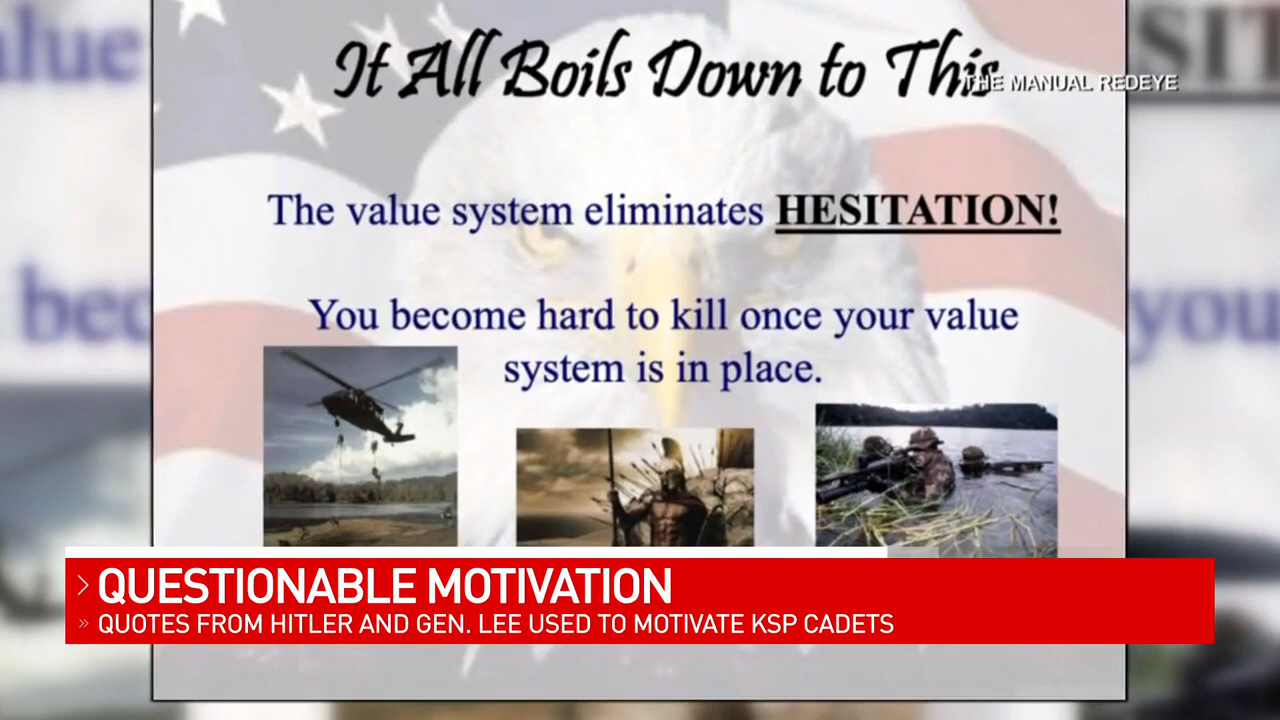 It All Boils Down to This
THE MANUAL REDEYE
The value system eliminates HESITATION!
You become hard to kill once your value
system is in place.
QUESTIONABLE MOTIVATION
QUOTES FROM HITLER AND GEN. LEE USED TO MOTIVATE KSP CADETS